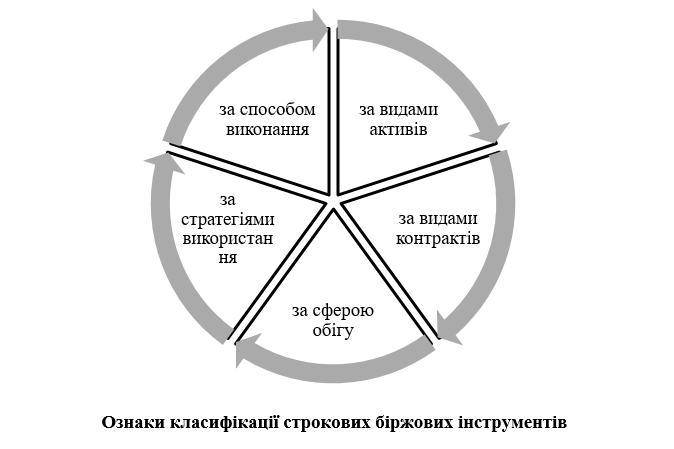 за способом
виконання
за видами
активів
за
стратегіями
використан
ня
за видами
контрактів
за сферою
обігу
Ознаки класифікації строкових біржових інструментів